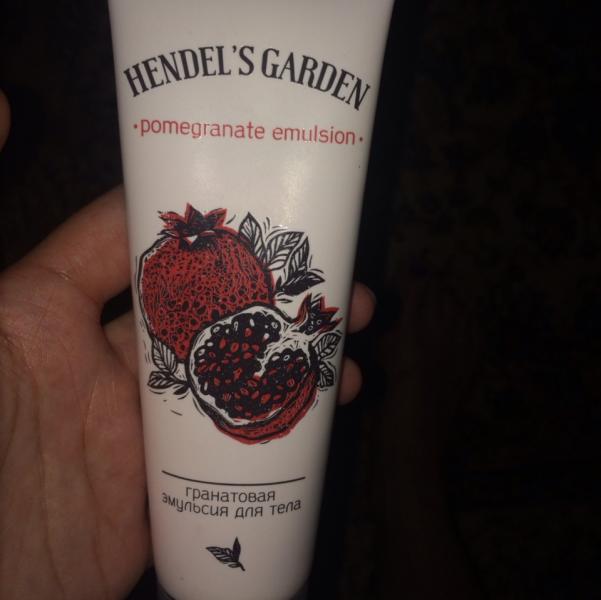 HENDEL'S GARDEN
•pomegranate emulsion•
гранатовая
эмульсия для тела